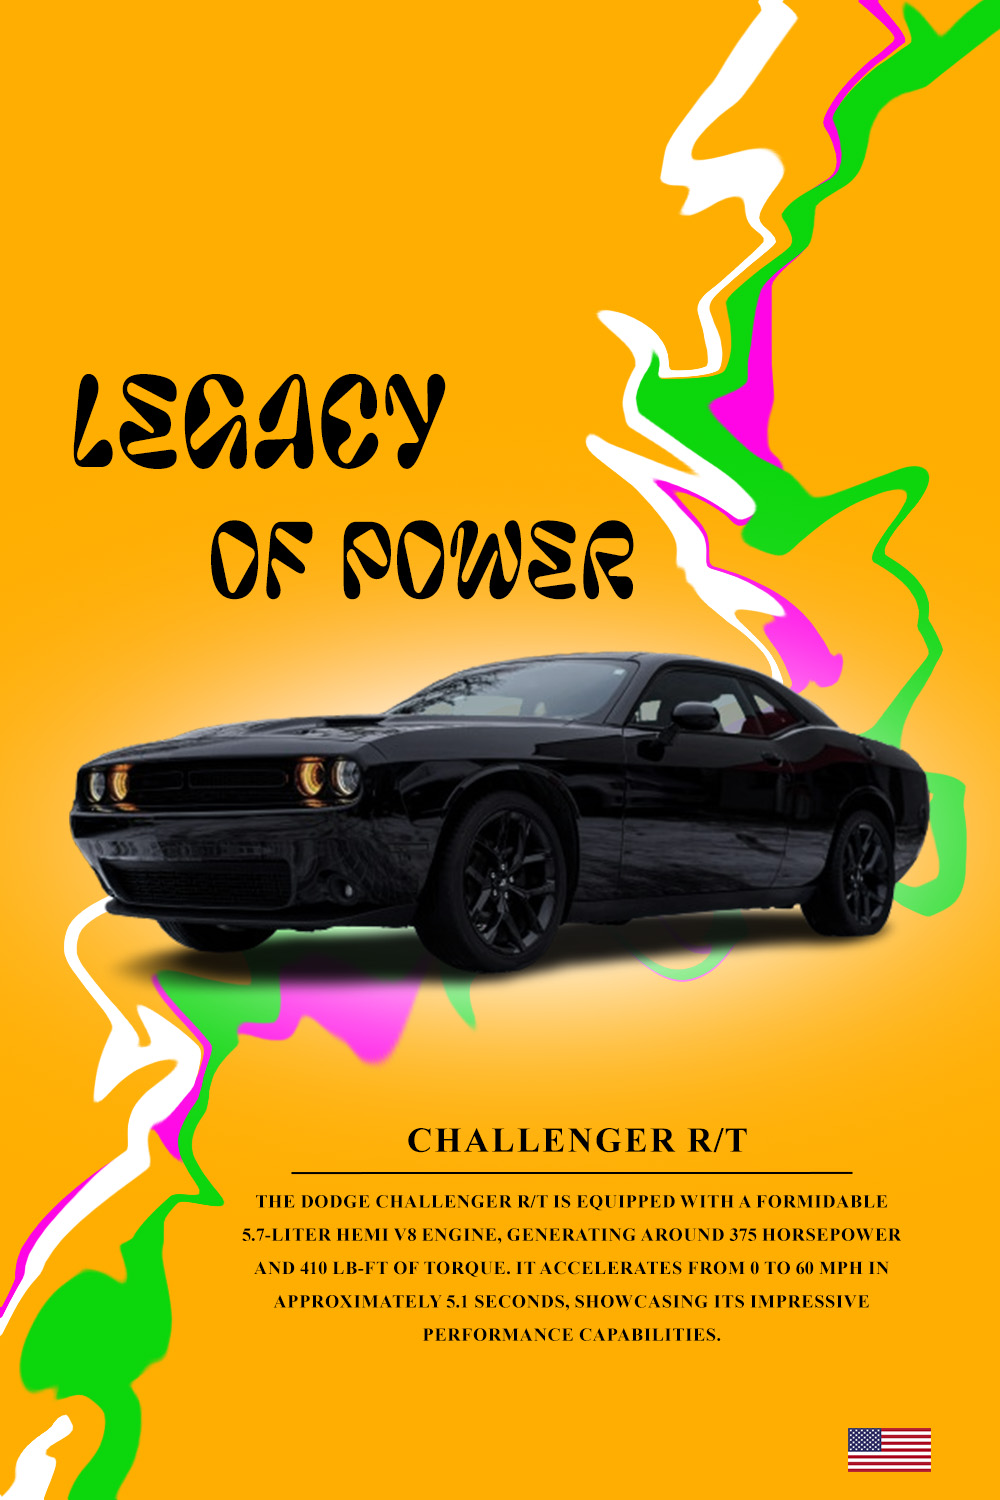 LEGACY
OF POWER
CHALLENGER R/T
THE DODGE CHALLENGER R/T IS EQUIPPED WITH A FORMIDABLE
5.7-LITER HEMI V8 ENGINE, GENERATING AROUND 375 HORSEPOWER
AND 410 LB-FT OF TORQUE. IT ACCELERATES FROM 0 TO 60 MPH IN
APPROXIMATELY 5.1 SECONDS, SHOWCASING ITS IMPRESSIVE
PERFORMANCE CAPABILITIES.